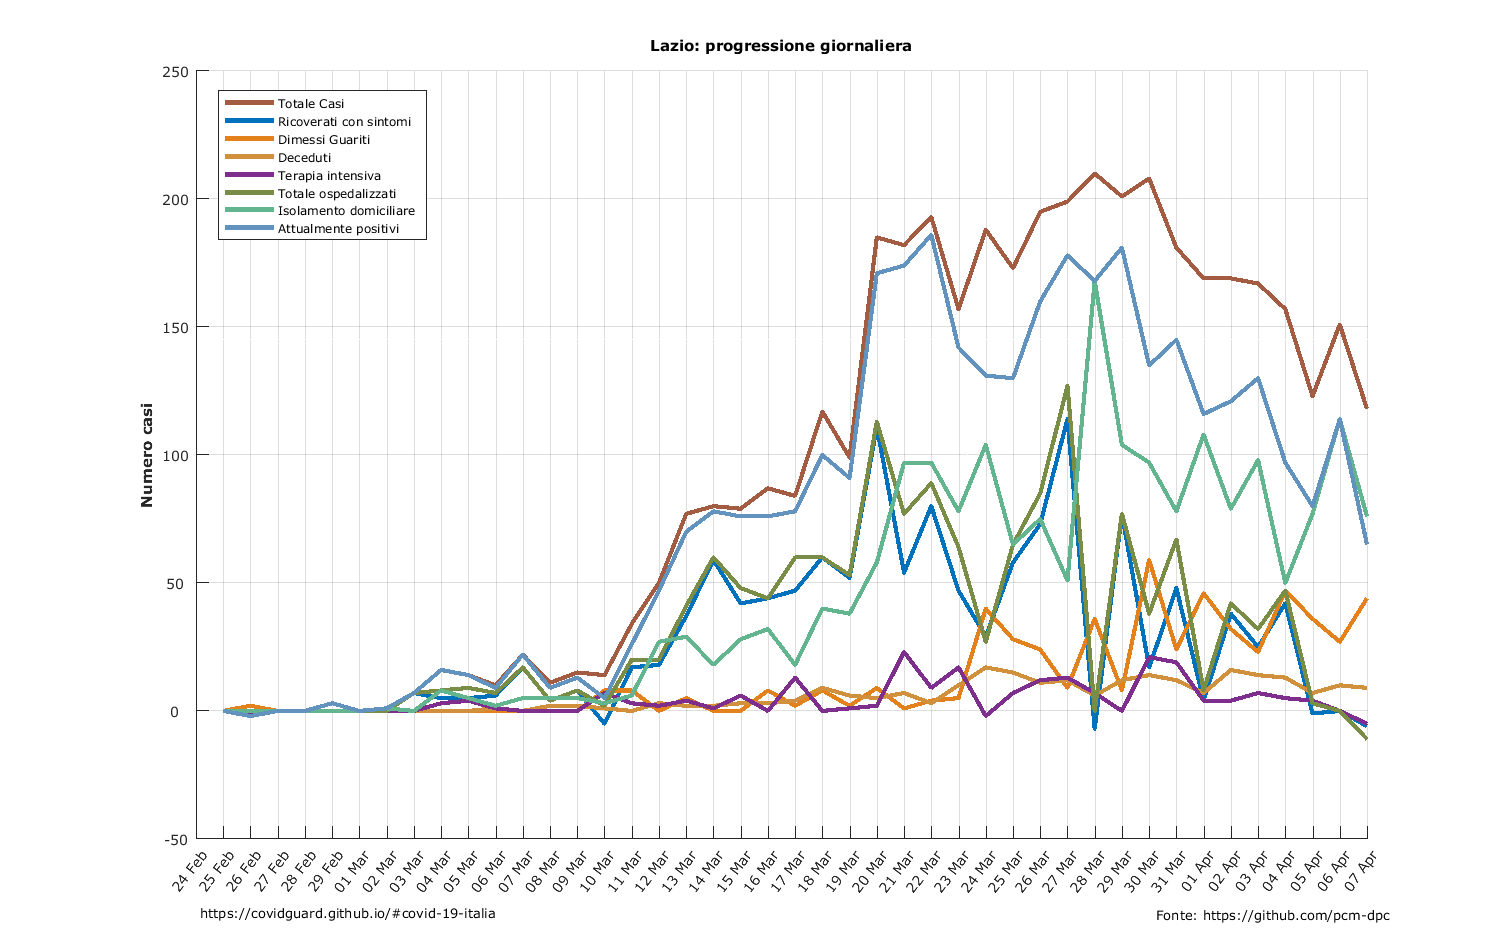 Lazio: progressione giornaliera
250
200
150
100
50
0
-50
Numero casi
Totale Casi
Ricoverati con sintomi
Dimessi Guariti
Deceduti
Terapia intensiva
Totale ospedalizzati
Isolamento domiciliare
Attualmente positivi
24 Feb
25 Feb
26 Feb
27 Feb
28 Feb
29 Feb
01 Mar
02 Mar
03 Mar
04 Mar
05 Mar
06 Mar
07 Mar
08 Mar
09 Mar
10 Mar
11 Mar
12 Mar
13 Mar
14 Mar
15 Mar
16 Mar
17 Mar
18 Mar
19 Mar
20 Mar
21 Mar
22 Mar
23 Mar
24 Mar
25 Mar
26 Mar
27 Mar
28 Mar
29 Mar
30 Mar
31 Mar
01 Apr
02 Apr
03 Apr
04 Apr
05 Apr
06 Apr
07 Apr
https://covidguard.github.io/#covid-19-italia
Fonte: https://github.com/pcm-dpc